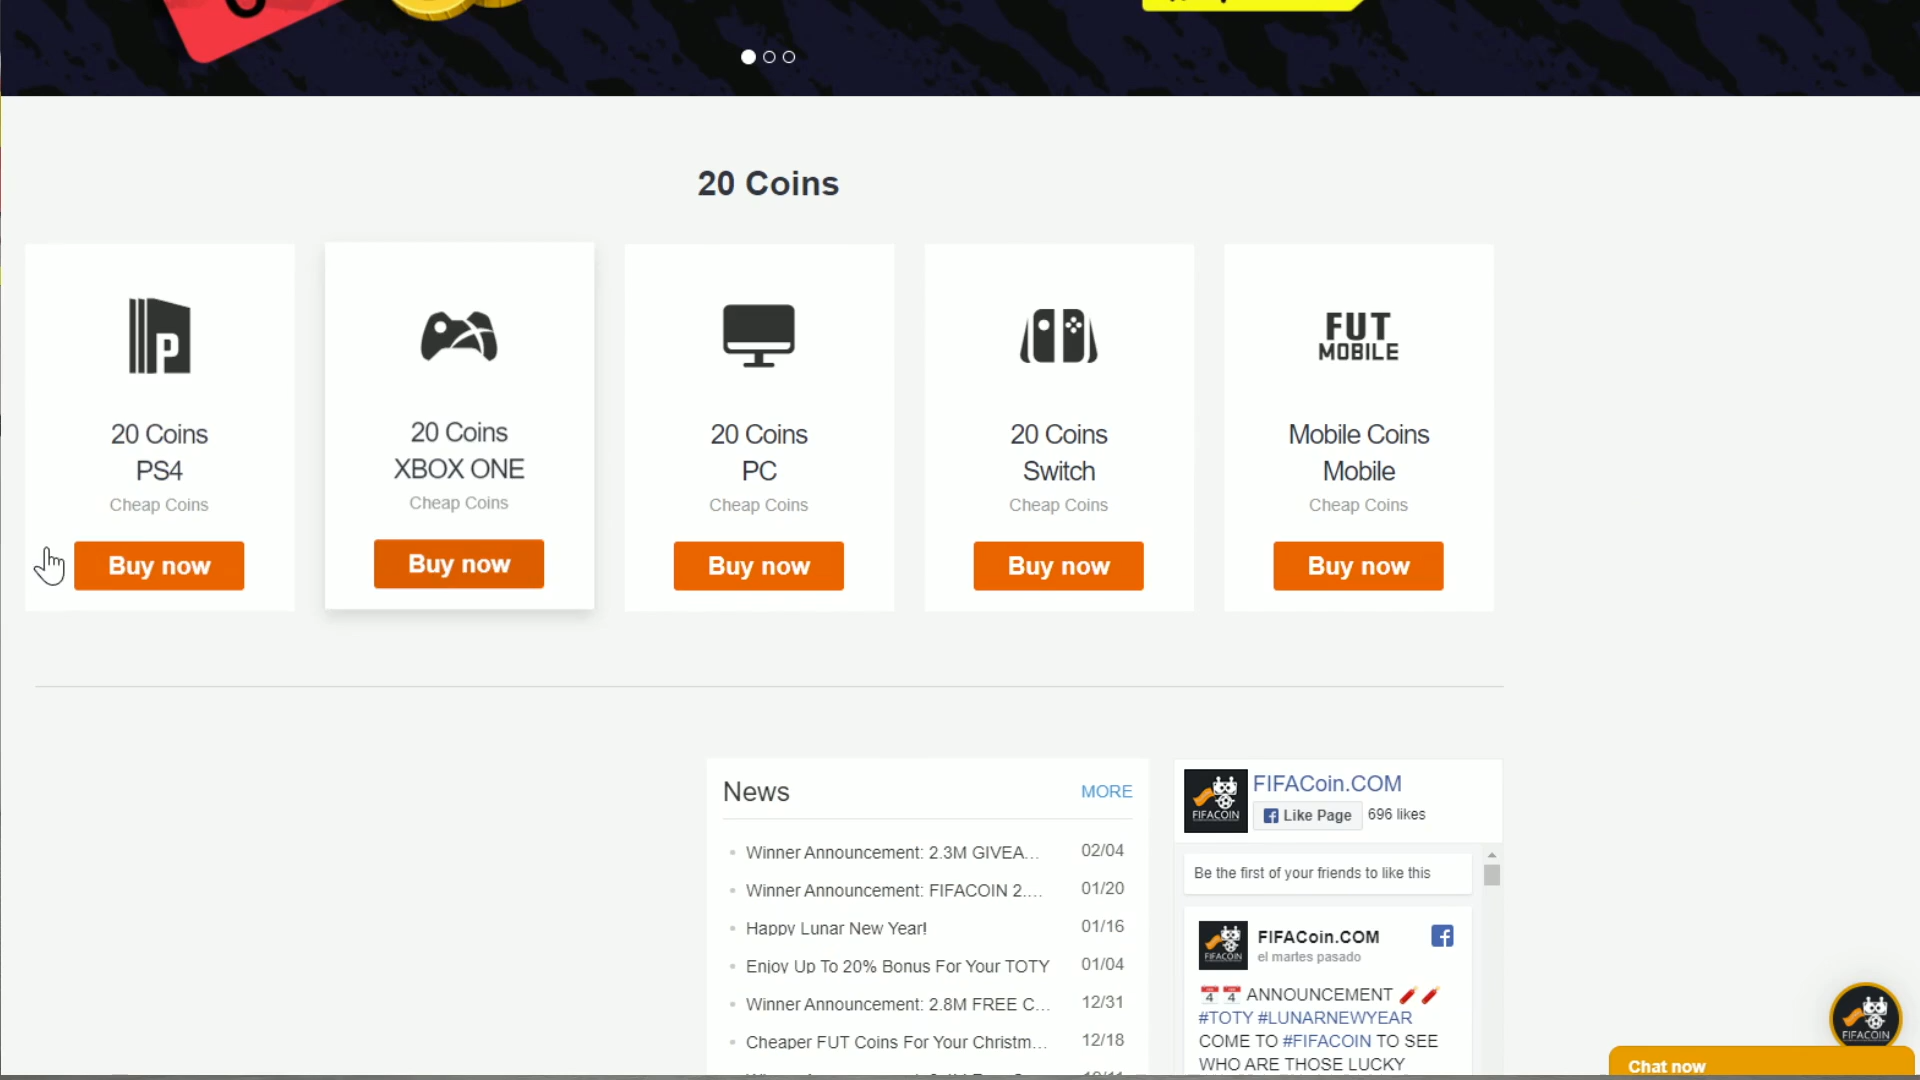 20 Coins
P
FUT
MOBILE
20 Coins
PS4
Cheap Coins
Buy now
20 Coins
XBOX ONE
Cheap Coins
Buy now
20 Coins
PC
Cheap Coins
Buy now
20 Coins
Switch
Cheap Coins
Buy now
Mobile Coins
Mobile
Cheap Coins
Buy now
News MORE
Winner Announcement: 2.3M GIVEA... 02/04
Winner Announcement: FIFACOIN 2.... 01/20
Happy Lunar New Year! 01/16
Enjoy Up To 20% Bonus For Your TOTY 01/04
Winner Announcement: 2.8M FREE C... 12/31
Cheaper FUT Coins For Your Christm... 12/18
FIFACOIN
FIFACoin.COM
Like Page 696 likes
Be the first of your friends to like this
FIFACOIN
FIFACoin.COM
el martes pasado
4 4 ANNOUNCEMENT
#TOTY #LUNARNEWYEAR
COME TO #FIFACOIN TO SEE
WHO ARE THOSE LUCKY
FIFACOIN
Chat now